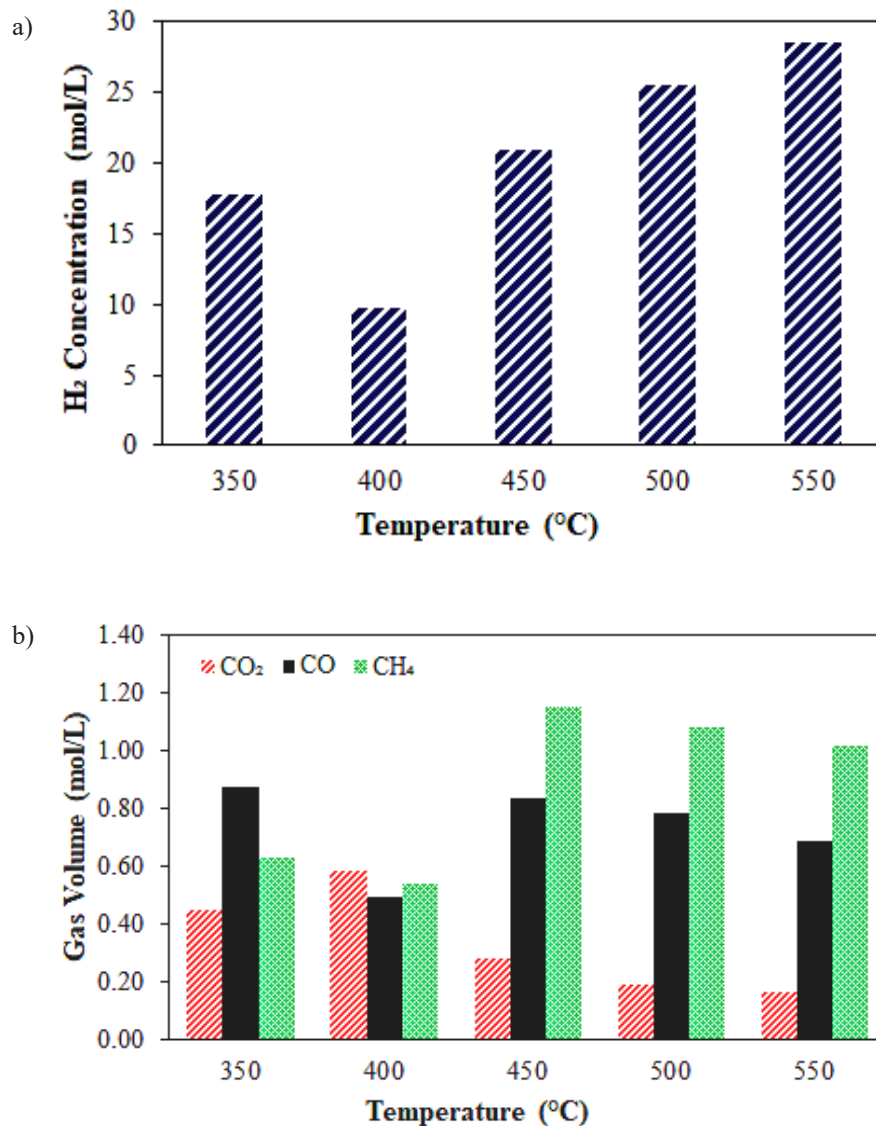 a)
30
25
20
15
10
5
0
H₂ Concentration (mol/L)
350 400 450 500 550
Temperature (°C)
b)
1.40
1.20
1.00
0.80
0.60
0.40
0.20
0.00
Gas Volume (mol/L)
CO₂ CO CH₄
350 400 450 500 550
Temperature (°C)